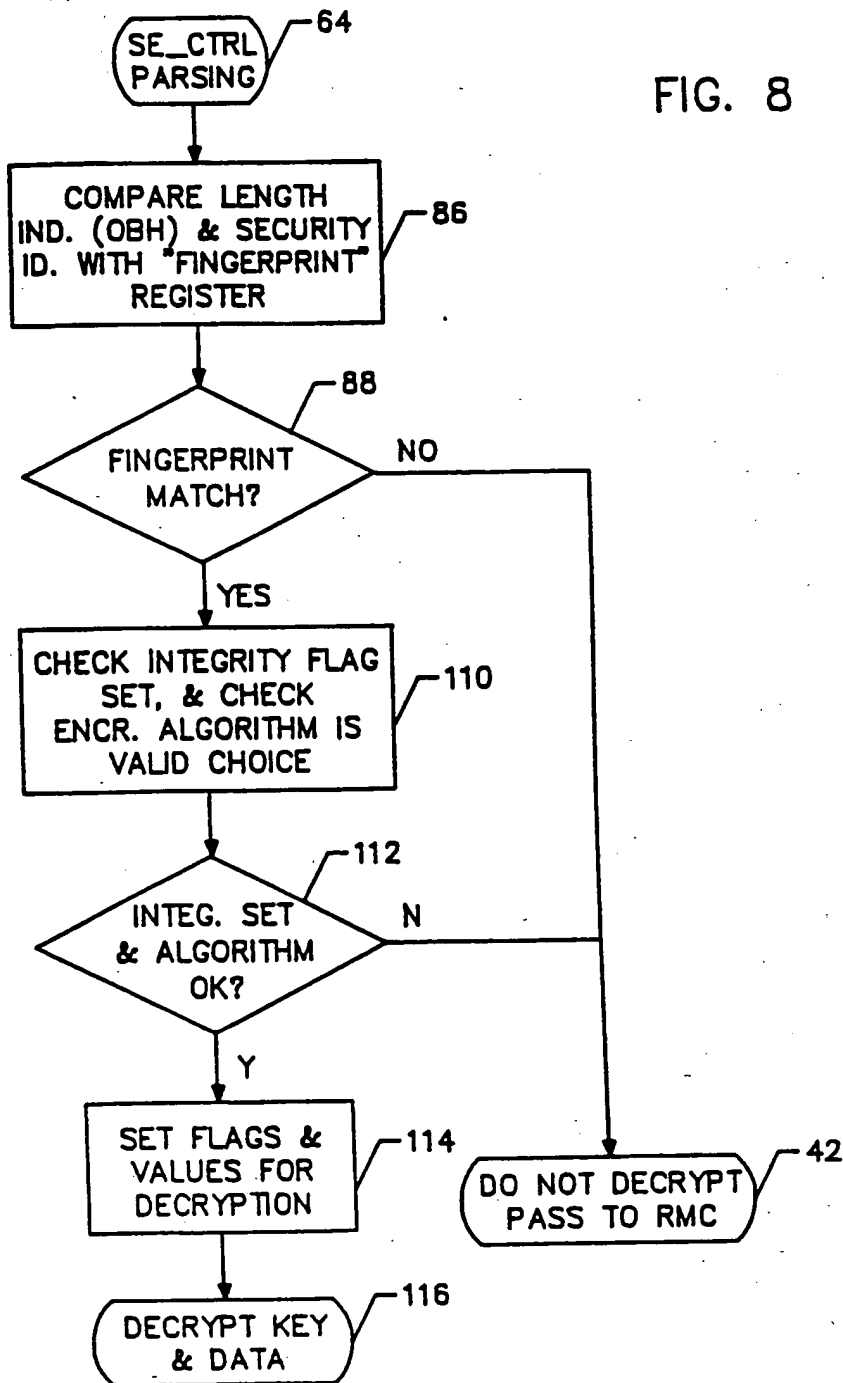 64
SE_CTRL
PARSING
FIG. 8
COMPARE LENGTH
IND. (OBH) & SECURITY
ID. WITH "FINGERPRINT"
REGISTER
86
88
FINGERPRINT
MATCH?
NO
YES
CHECK INTEGRITY FLAG
SET, & CHECK
ENCR. ALGORITHM IS
VALID CHOICE
110
112
INTEG. SET
& ALGORITHM
OK?
N
Y
SET FLAGS &
VALUES FOR
DECRYPTION
114
DO NOT DECRYPT
PASS TO RMC
42
DECRYPT KEY
& DATA
116